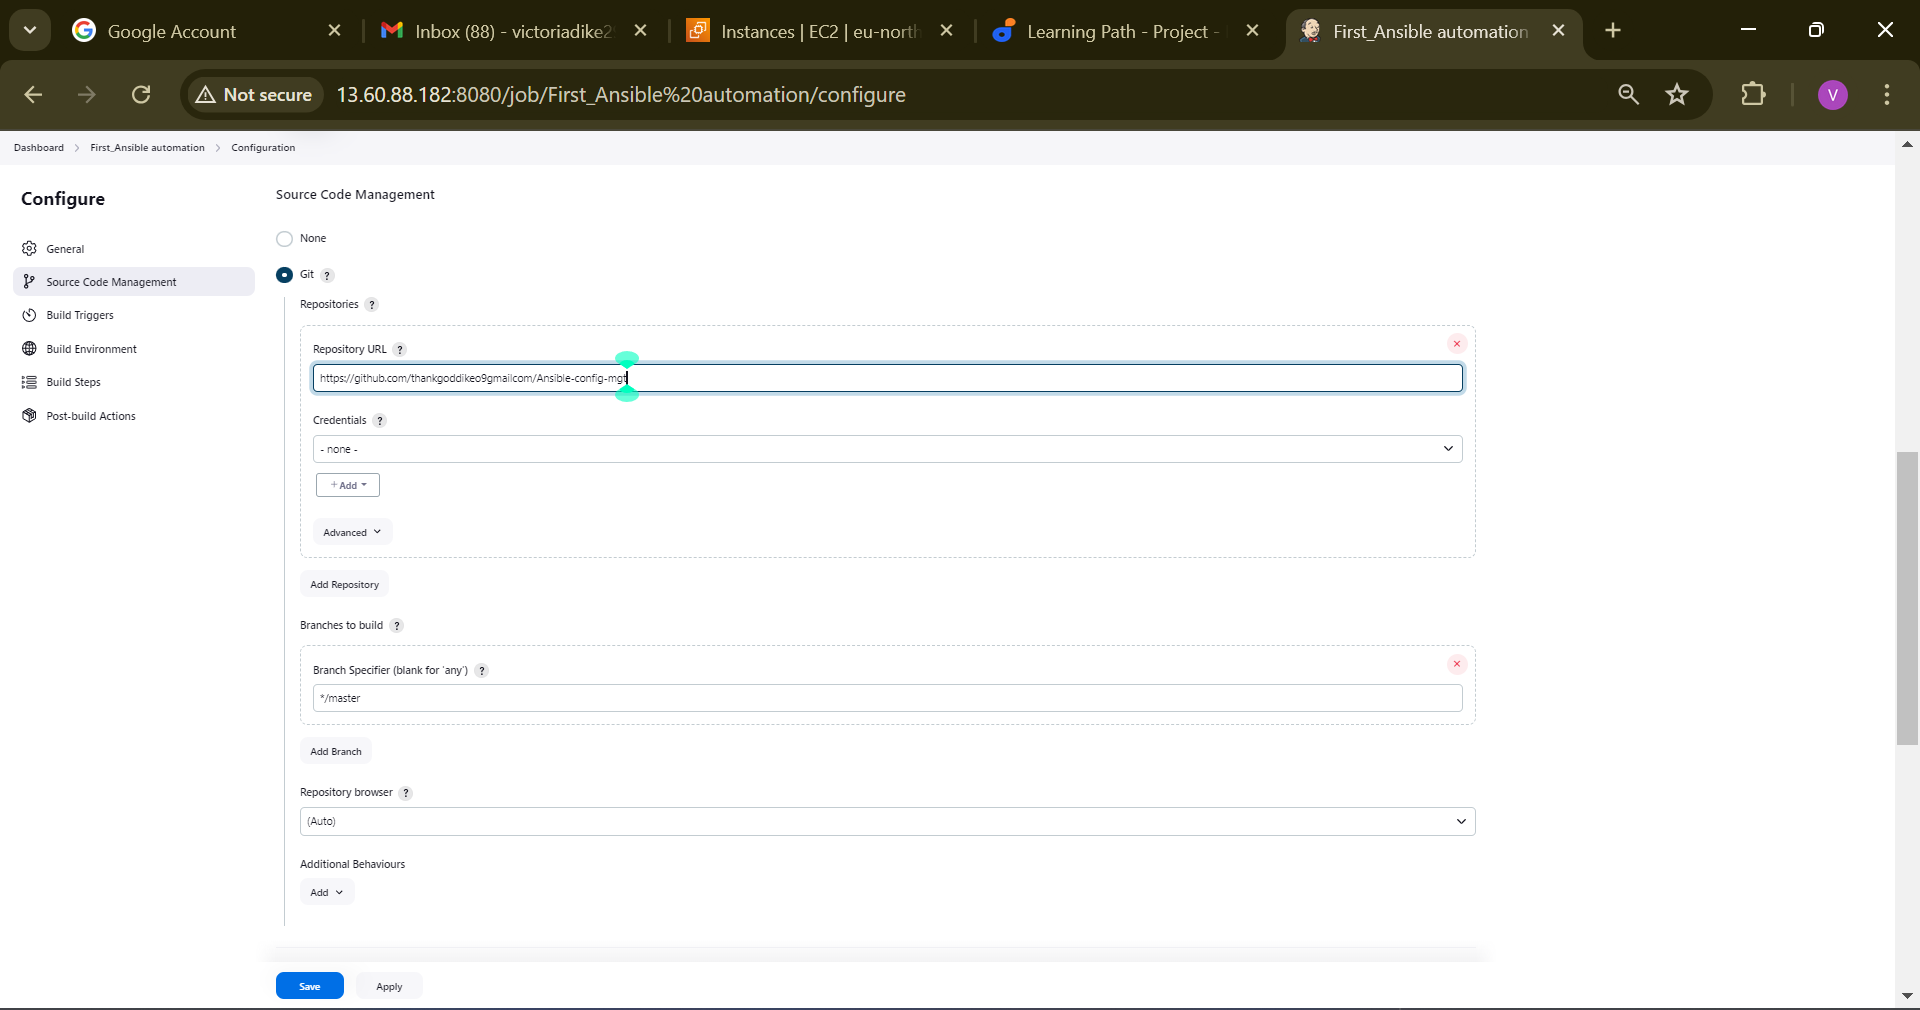 Google Account
Inbox (88) - victoriadike2
Instances | EC2 | eu-north
Learning Path - Project -
First_Ansible automation
Not secure
13.60.88.182:8080/job/First_Ansible%20automation/configure
V
Dashboard > First_Ansible automation > Configuration
Configure
General
Source Code Management
Build Triggers
Build Environment
Build Steps
Post-build Actions
Source Code Management
None
Git ?
Repositories ?
Repository URL ?
https://github.com/thankgoddikeo9gmailcom/Ansible-config-mgt
Credentials ?
- none -
+ Add
Advanced
Add Repository
Branches to build ?
Branch Specifier (blank for 'any') ?
*/master
Add Branch
Repository browser ?
(Auto)
Additional Behaviours
Add
Save
Apply